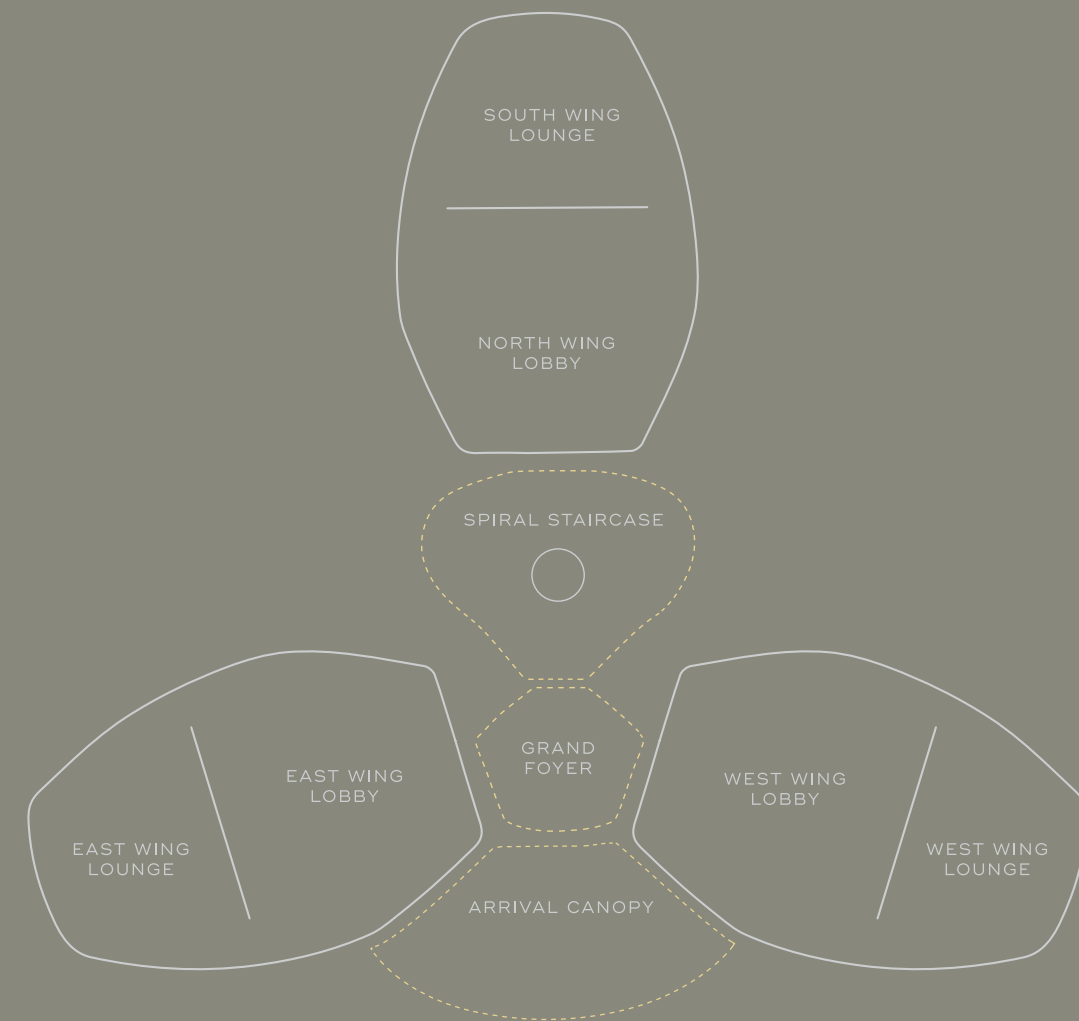 SOUTH WING
LOUNGE
NORTH WING
LOBBY
SPIRAL STAIRCASE
GRAND
FOYER
EAST WING
LOBBY
WEST WING
LOBBY
EAST WING
LOUNGE
WEST WING
LOUNGE
ARRIVAL CANOPY